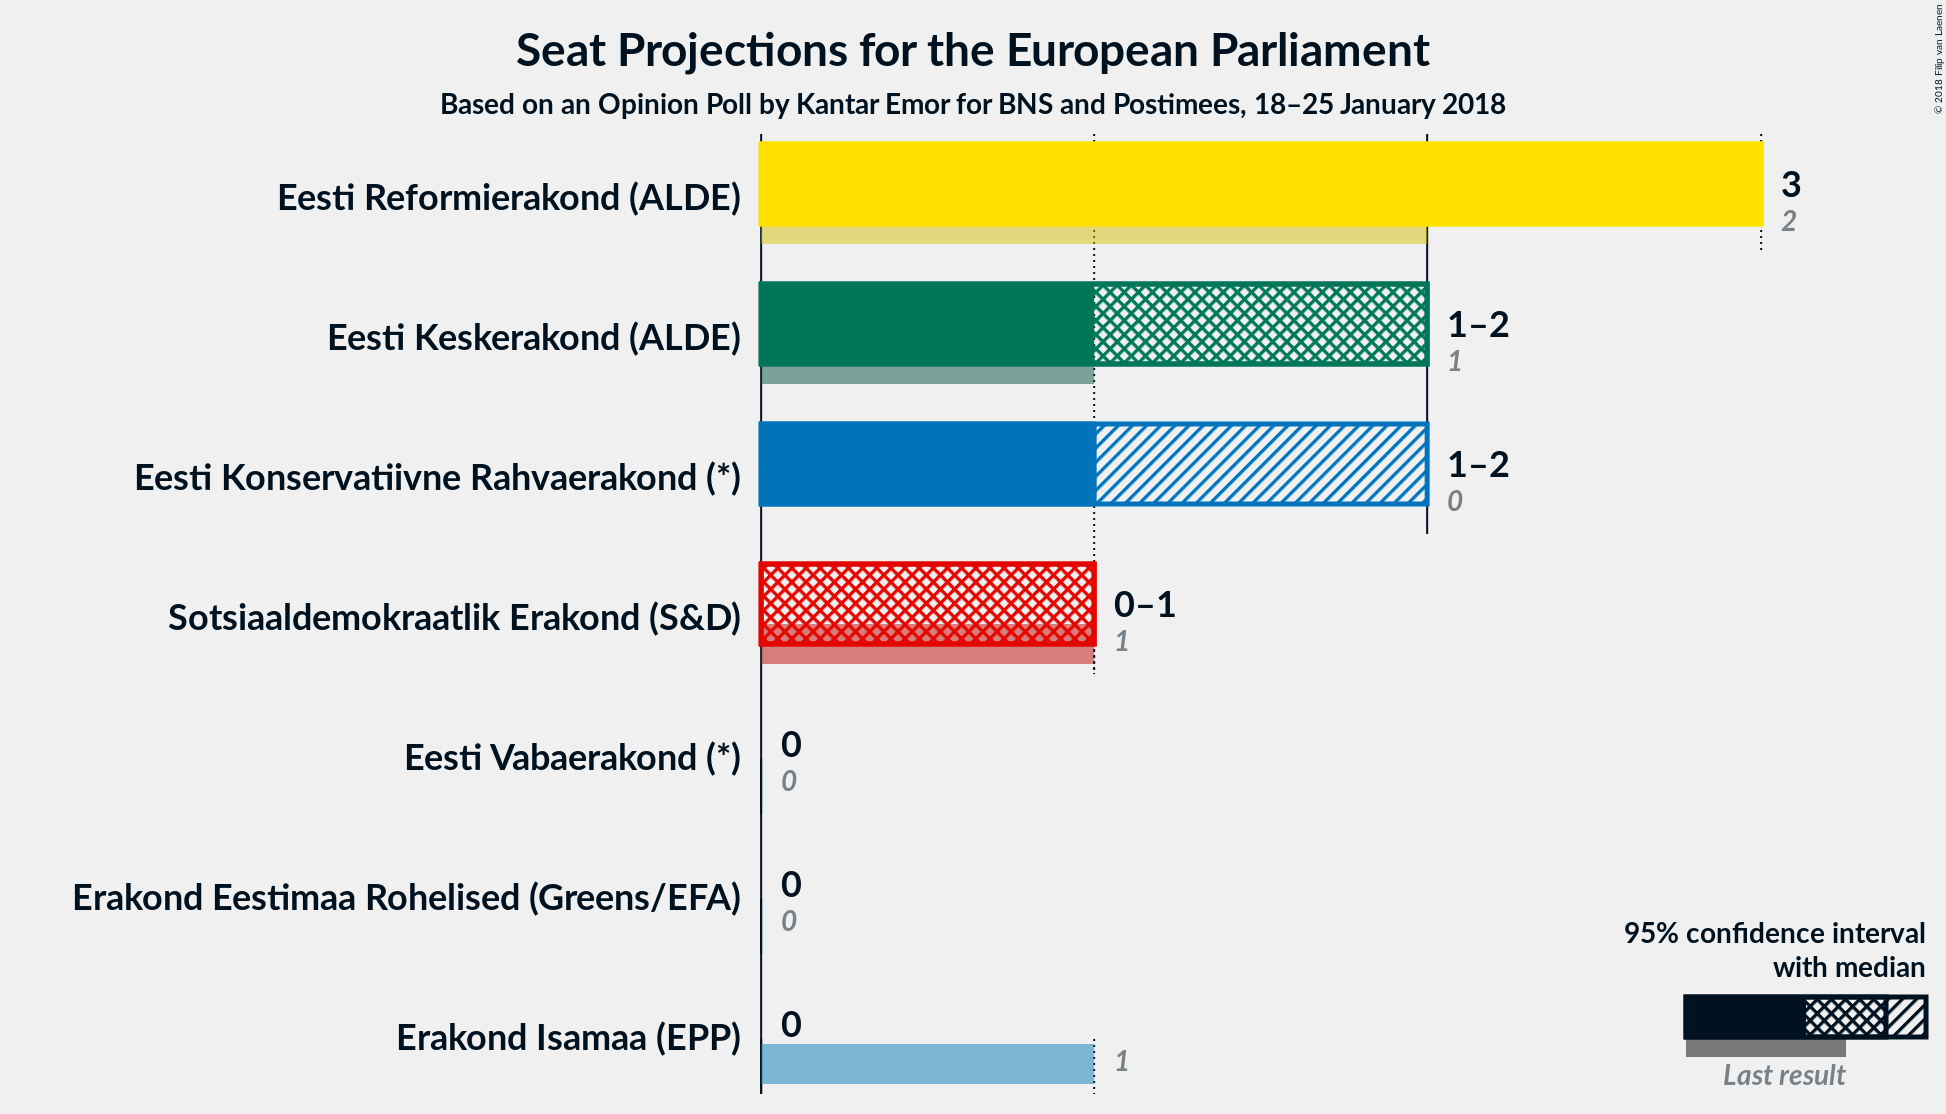 Seat Projections for the European Parliament
Based on an Opinion Poll by Kantar Emor for BNS and Postimees, 18–25 January 2018
© 2018 Filip van Laenen
Eesti Reformierakond (ALDE)
3
2
Eesti Keskerakond (ALDE)
1–2
1
Eesti Konservatiivne Rahvaerakond (*)
1–2
0
Sotsiaaldemokraatlik Erakond (S&D)
0–1
1
Eesti Vabaerakond (*)
0
0
Erakond Eestimaa Rohelised (Greens/EFA)
0
0
Erakond Isamaa (EPP)
0
1
95% confidence interval
with median
Last result